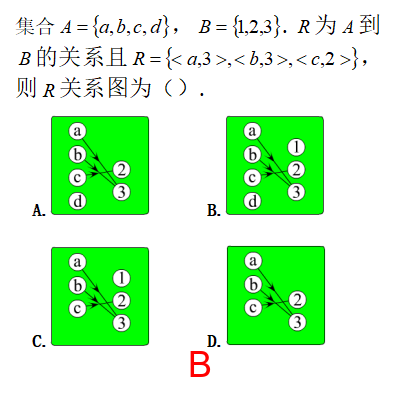 集合 A = {a,b,c,d}， B = {1,2,3}. R 为 A 到
B 的关系且 R = {< a,3 >,< b,3 >,< c,2 >},
则 R 关系图为 ( ) .
a
b
c
d
2
3
A.
a
b
c
d
1
2
3
B.
a
b
c
1
2
3
C.
a
b
c
2
3
D.
B